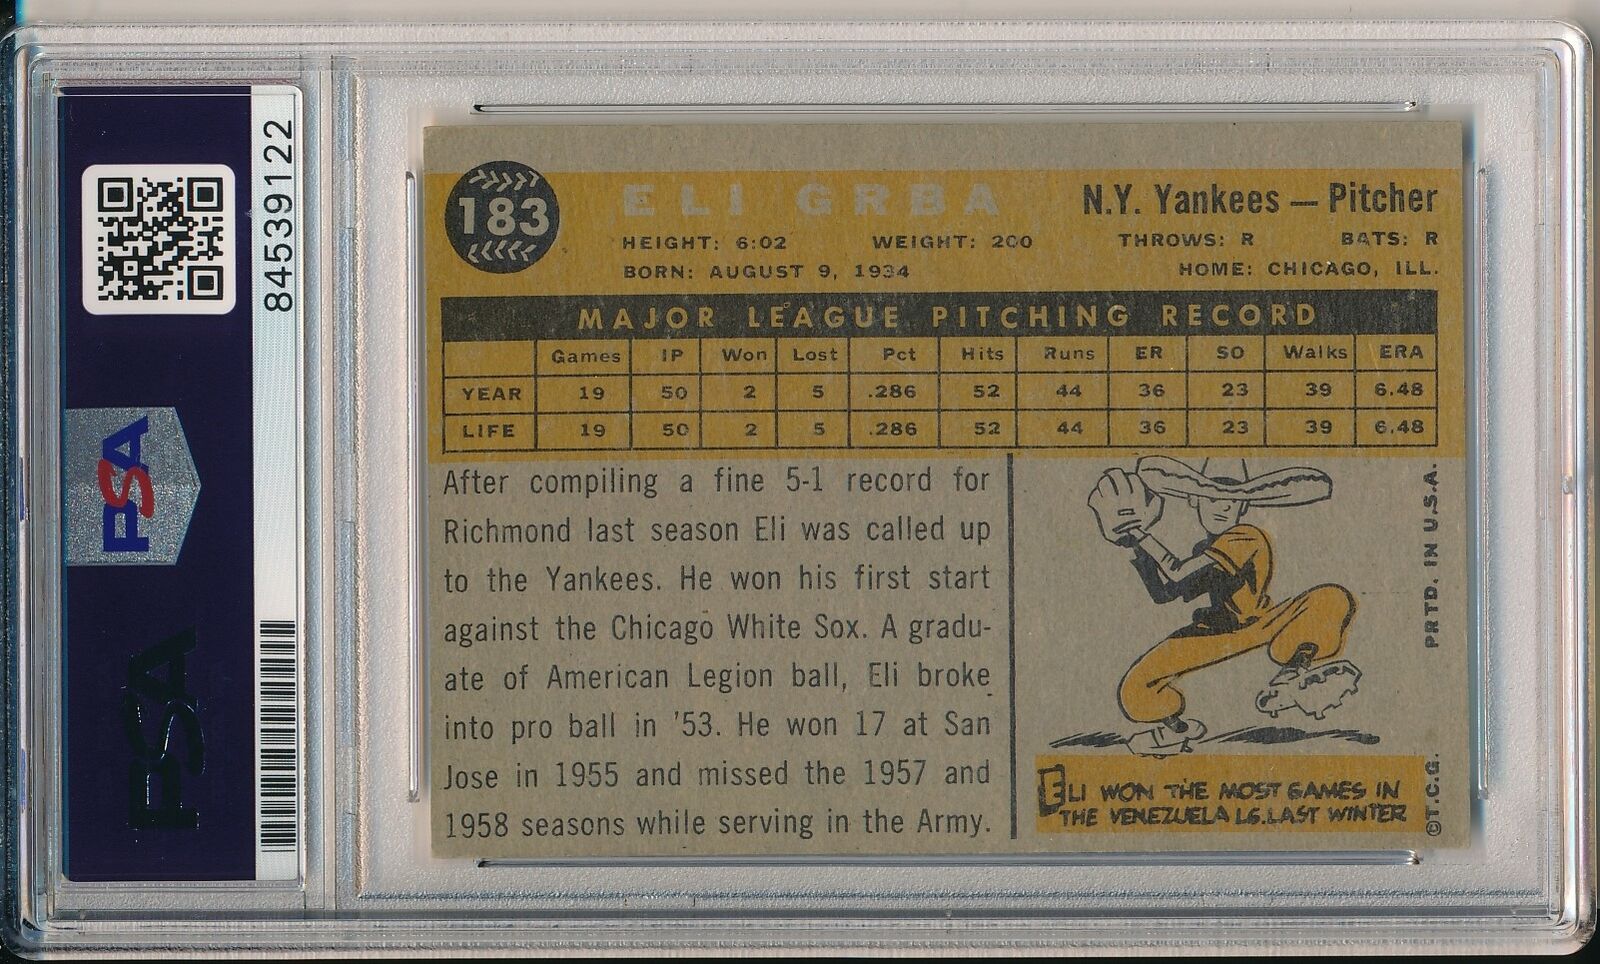 84539122
PSA
PSA
183
ELI GRBA
N.Y. Yankees — Pitcher
HEIGHT: 6:02 WEIGHT: 200 THROWS: R BATS: R
BORN: AUGUST 9, 1934 HOME: CHICAGO, ILL.
MAJOR LEAGUE PITCHING RECORD
Games IP Won Lost Pct Hits Runs ER SO Walks ERA
YEAR 19 50 2 5 .286 52 44 36 23 39 6.48
LIFE 19 50 2 5 .286 52 44 36 23 39 6.48
After compiling a fine 5-1 record for
Richmond last season Eli was called up
to the Yankees. He won his first start
against the Chicago White Sox. A gradu-
ate of American Legion ball, Eli broke
into pro ball in '53. He won 17 at San
Jose in 1955 and missed the 1957 and
1958 seasons while serving in the Army.
ELI WON THE MOST GAMES IN
THE VENEZUELA LG. LAST WINTER
©T.C.G. PRTD. IN U.S.A.